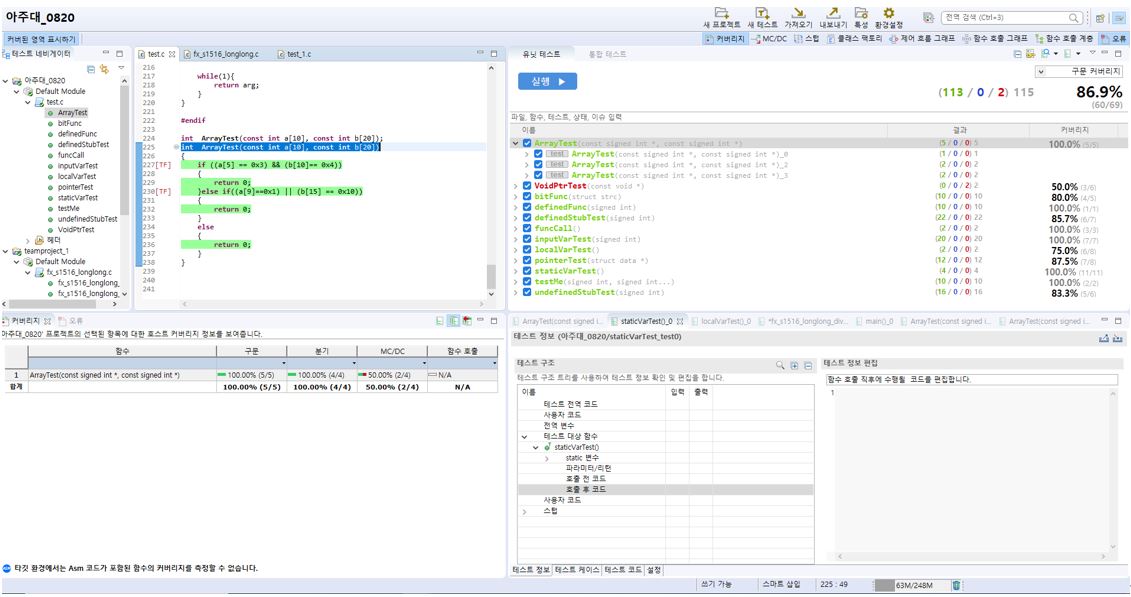 아주대_0820
새 프로젝트 새 테스트 가져오기 내보내기 특성 환경설정
전역 검색 (Ctrl+3)
커버된 영역 표시하기
커버리지 MC/DC 스텁 클래스 팩토리 제어 흐름 그래프 함수 호출 그래프 함수 호출 계층 오류
테스트 네비게이터
아주대_0820
Default Module
test.c
ArrayTest
bitFunc
definedFunc
definedStubTest
funcCall
inputVarTest
localVarTest
pointerTest
staticVarTest
testMe
undefinedStubTest
VoidPtrTest
헤더
teamproject_1
Default Module
fx_s1516_longlong.c
fx_s1516_longlong_
fx_s1516_longlong_
test.c fx_s1516_longlong.c test_1.c
216
217 while(1){
218 return arg;
219 }
220 }
221
222 #endif
223
224 int ArrayTest(const int a[10], const int b[20]);
225 int ArrayTest(const int a[10], const int b[20])
226 {
227[TF] if ((a[5] == 0x3) && (b[10]== 0x4))
228 {
229 return 0;
230[TF] }else if((a[9]==0x1) || (b[15] == 0x10))
231 {
232 return 0;
233 }
234 else
235 {
236 return 0;
237 }
238 }
239
240
241
유닛 테스트 통합 테스트
실행
구문 커버리지
(113 / 0 / 2) 115
86.9%
(60/69)
파일, 함수, 테스트, 상태, 이슈 입력
이름 결과 커버리지
ArrayTest(const signed int *, const signed int *) (5 / 0 / 0) 5 100.0% (5/5)
test ArrayTest(const signed int *, const signed int *)_0 (1 / 0 / 0) 1
test ArrayTest(const signed int *, const signed int *)_2 (2 / 0 / 0) 2
test ArrayTest(const signed int *, const signed int *)_3 (2 / 0 / 0) 2
VoidPtrTest(const void *) (0 / 0 / 2) 2 50.0% (3/6)
bitFunc(struct strc) (10 / 0 / 0) 10 80.0% (4/5)
definedFunc(signed int) (10 / 0 / 0) 10 100.0% (1/1)
definedStubTest(signed int) (22 / 0 / 0) 22 85.7% (6/7)
funcCall() (2 / 0 / 0) 2 100.0% (3/3)
inputVarTest(signed int) (20 / 0 / 0) 20 100.0% (7/7)
localVarTest() (2 / 0 / 0) 2 75.0% (6/8)
pointerTest(struct data *) (12 / 0 / 0) 12 87.5% (7/8)
staticVarTest() (4 / 0 / 0) 4 100.0% (11/11)
testMe(signed int, signed int...) (10 / 0 / 0) 10 100.0% (2/2)
undefinedStubTest(signed int) (16 / 0 / 0) 16 83.3% (5/6)
커버리지 오류
아주대_0820' 프로젝트의 선택된 항목에 대한 호스트 커버리지 정보를 보여줍니다.
함수 구문 분기 MC/DC 함수 호출
1 ArrayTest(const signed int *, const signed int *) 100.00% (5/5) 100.00% (4/4) 50.00% (2/4) N/A
합계 100.00% (5/5) 100.00% (4/4) 50.00% (2/4) N/A
타깃 환경에서는 Asm 코드가 포함된 함수의 커버리지를 측정할 수 없습니다.
ArrayTest(const signed i... staticVarTest()_0 localVarTest()_0 *fx_s1516_longlong_div... main()_0 ArrayTest(const signed i... ArrayTest(const signed i...
테스트 정보 (아주대_0820/staticVarTest_test0)
테스트 구조
테스트 구조 트리를 사용하여 테스트 정보 확인 및 편집을 합니다.
이름 입력 출력
테스트 전역 코드
사용자 코드
전역 변수
테스트 대상 함수
staticVarTest()
static 변수
파라미터/리턴
호출 전 코드
호출 후 코드
사용자 코드
스텁
테스트 정보 편집
함수 호출 직후에 수행될 코드를 편집합니다.
1
테스트 정보 테스트 케이스 테스트 코드 설정
쓰기 가능 스마트 삽입 225 : 49 63M/248M